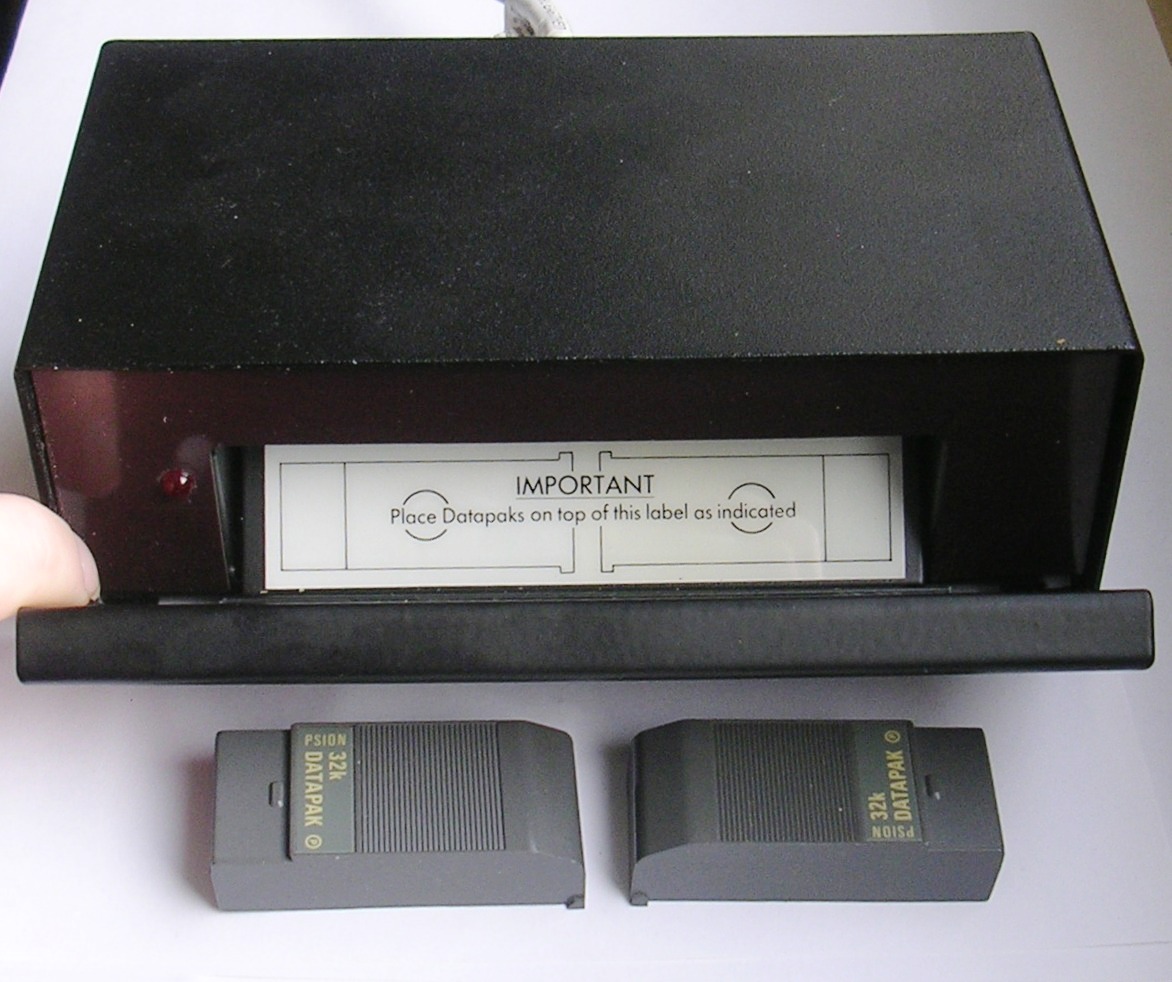 IMPORTANT
Place Datapaks on top of this label as indicated
PSION
32k
DATAPAK ℗
32k
DATAPAK ℗
PSION